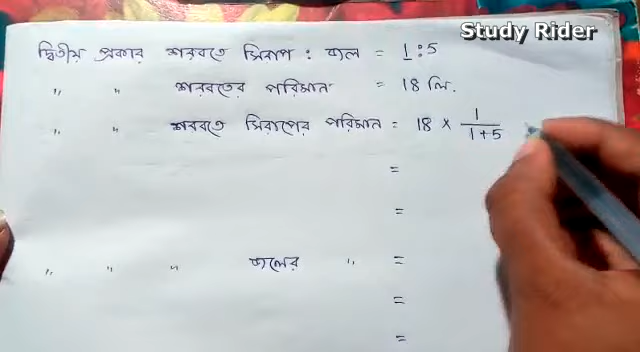 Study Rider
দ্বিতীয় প্রকার শরবতে সিরাপ : জল = 1:5
" " শরবতের পরিমান = 18 লি.
" " শরবতে সিরাপের পরিমান = 18 × 1/(1+5)
=
=
" " " জলের " =
=
=